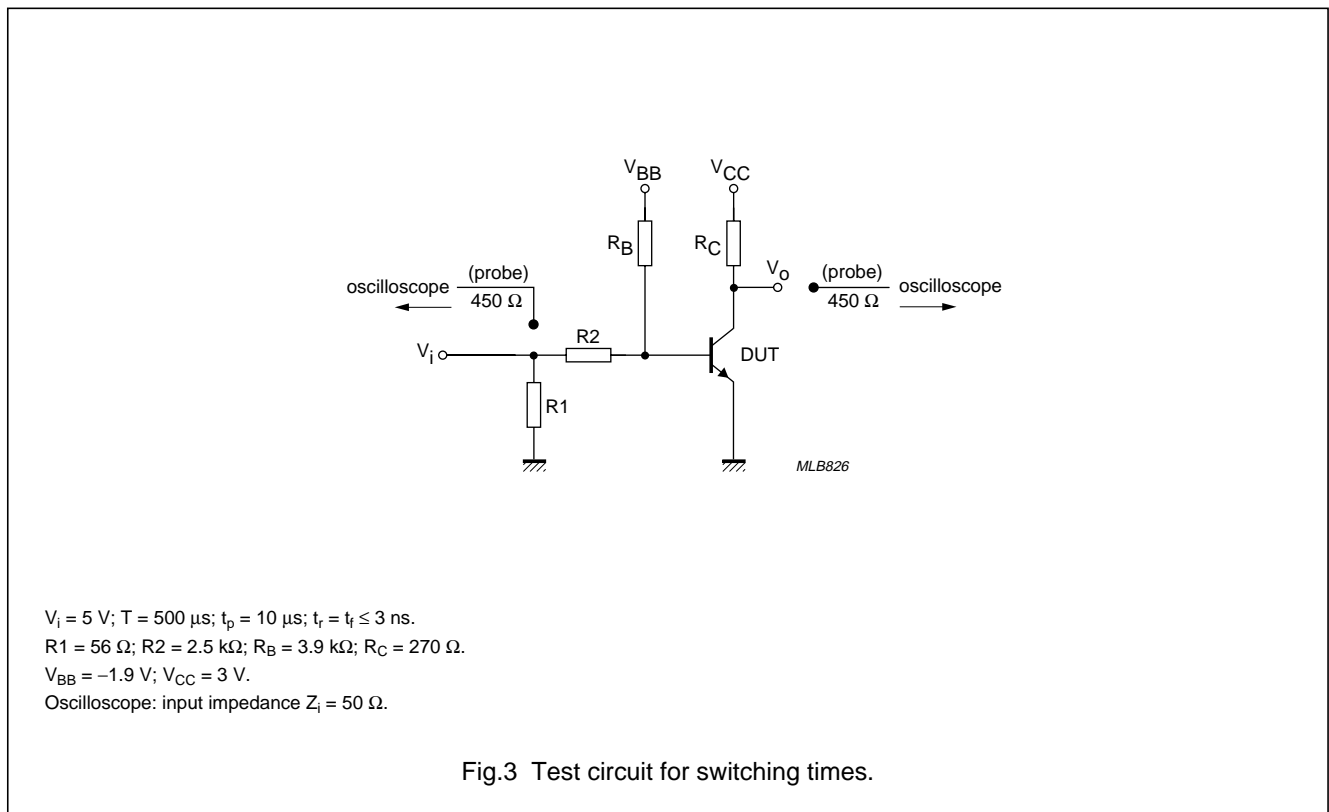 V_BB V_CC
R_B R_C
V_o
(probe) (probe)
oscilloscope oscilloscope
450 Ω 450 Ω
R2
V_i DUT
R1
MLB826
V_i = 5 V; T = 500 μs; t_p = 10 μs; t_r = t_f ≤ 3 ns.
R1 = 56 Ω; R2 = 2.5 kΩ; R_B = 3.9 kΩ; R_C = 270 Ω.
V_BB = −1.9 V; V_CC = 3 V.
Oscilloscope: input impedance Z_i = 50 Ω.
Fig.3 Test circuit for switching times.